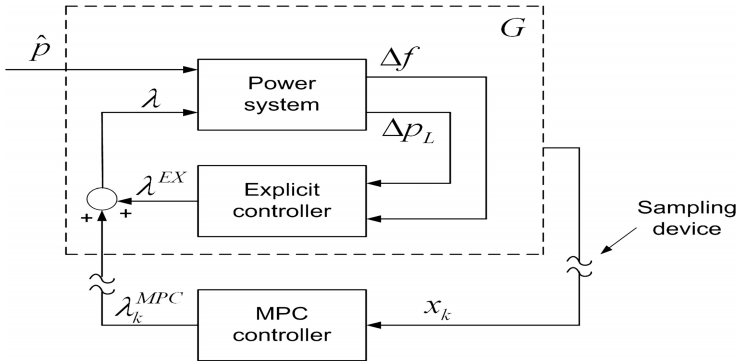 G
p̂
Δf
Power
system
λ
Δp_L
λ^{EX}
Explicit
controller
+ +
Sampling
device
λ_k^{MPC}
MPC
controller
x_k